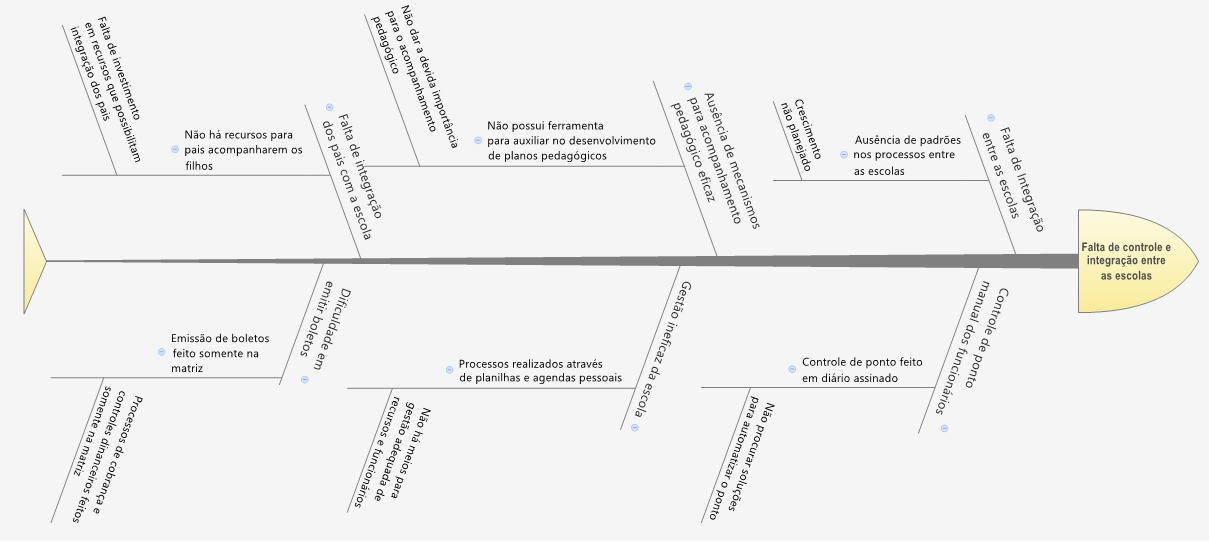 Falta de investimento
em recursos que possibilitam
integração dos pais
Não há recursos para
pais acompanharem os
filhos
Falta de integração
dos pais com a escola
Não dar a devida importância
para o acompanhamento
pedagógico
Não possui ferramenta
para auxiliar no desenvolvimento
de planos pedagógicos
Ausência de mecanismos
para acompanhamento
pedagógico eficaz
Crescimento
não planejado
Ausência de padrões
nos processos entre
as escolas
Falta de Integração
entre as escolas
Falta de controle e
integração entre
as escolas
Dificuldade em
emitir boletos
Emissão de boletos
feito somente na
matriz
Processos de cobrança e
controles dinanceiros feitos
somente na matriz
Gestão ineficaz da escola
Processos realizados através
de planilhas e agendas pessoais
Não há meios para
gestão adequada de
recursos e funcionários
Controle de ponto
manual dos funcionários
Controle de ponto feito
em diário assinado
Não procurar soluções
para automatizar o ponto